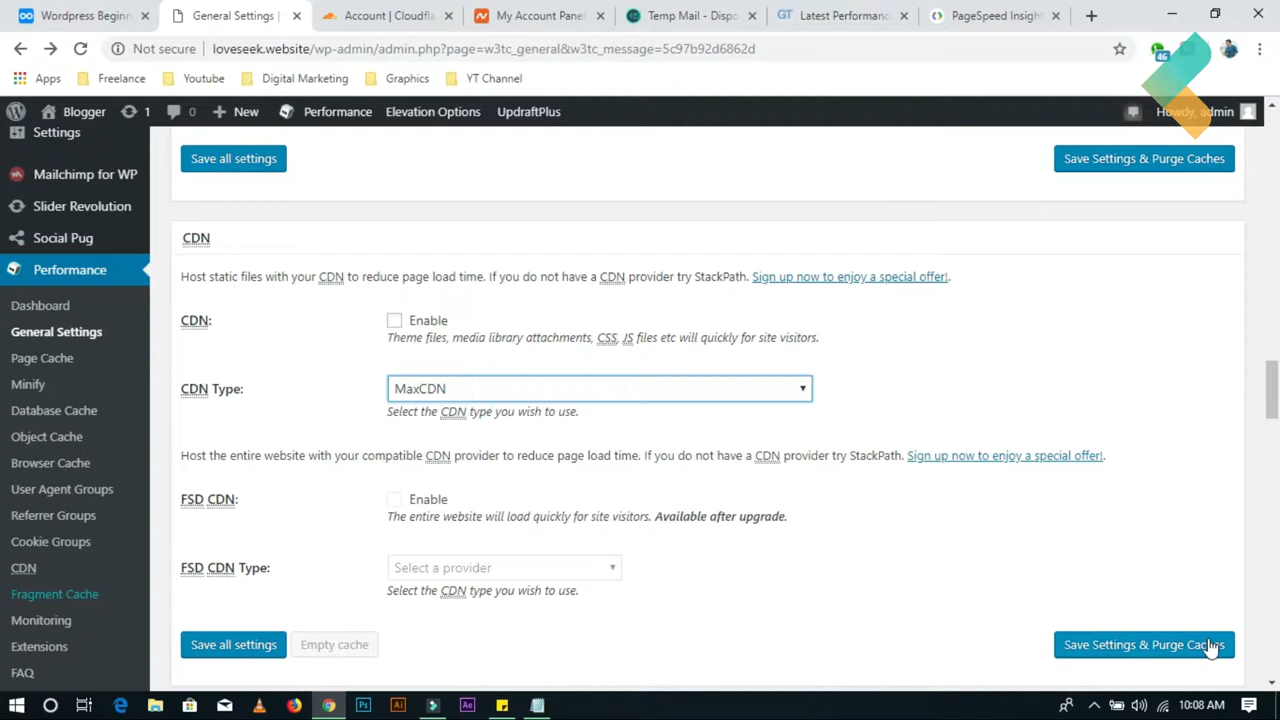 Wordpress Beginn
General Settings |
Account | Cloudfla
My Account Panel
Temp Mail - Dispo
Latest Performanc
PageSpeed Insight
Not secure
loveseek.website/wp-admin/admin.php?page=w3tc_general&w3tc_message=5c97b92d6862d
46
Apps
Freelance
Youtube
Digital Marketing
Graphics
YT Channel
Blogger
1
0
New
Performance
Elevation Options
UpdraftPlus
Howdy, admin
Settings
Mailchimp for WP
Slider Revolution
Social Pug
Performance
Dashboard
General Settings
Page Cache
Minify
Database Cache
Object Cache
Browser Cache
User Agent Groups
Referrer Groups
Cookie Groups
CDN
Fragment Cache
Monitoring
Extensions
FAQ
Save all settings
Save Settings & Purge Caches
CDN
Host static files with your CDN to reduce page load time. If you do not have a CDN provider try StackPath. Sign up now to enjoy a special offer!.
CDN:
Enable
Theme files, media library attachments, CSS, JS files etc will quickly for site visitors.
CDN Type:
MaxCDN
Select the CDN type you wish to use.
Host the entire website with your compatible CDN provider to reduce page load time. If you do not have a CDN provider try StackPath. Sign up now to enjoy a special offer!.
FSD CDN:
Enable
The entire website will load quickly for site visitors. Available after upgrade.
FSD CDN Type:
Select a provider
Select the CDN type you wish to use.
Save all settings
Empty cache
Save Settings & Purge Caches
10:08 AM